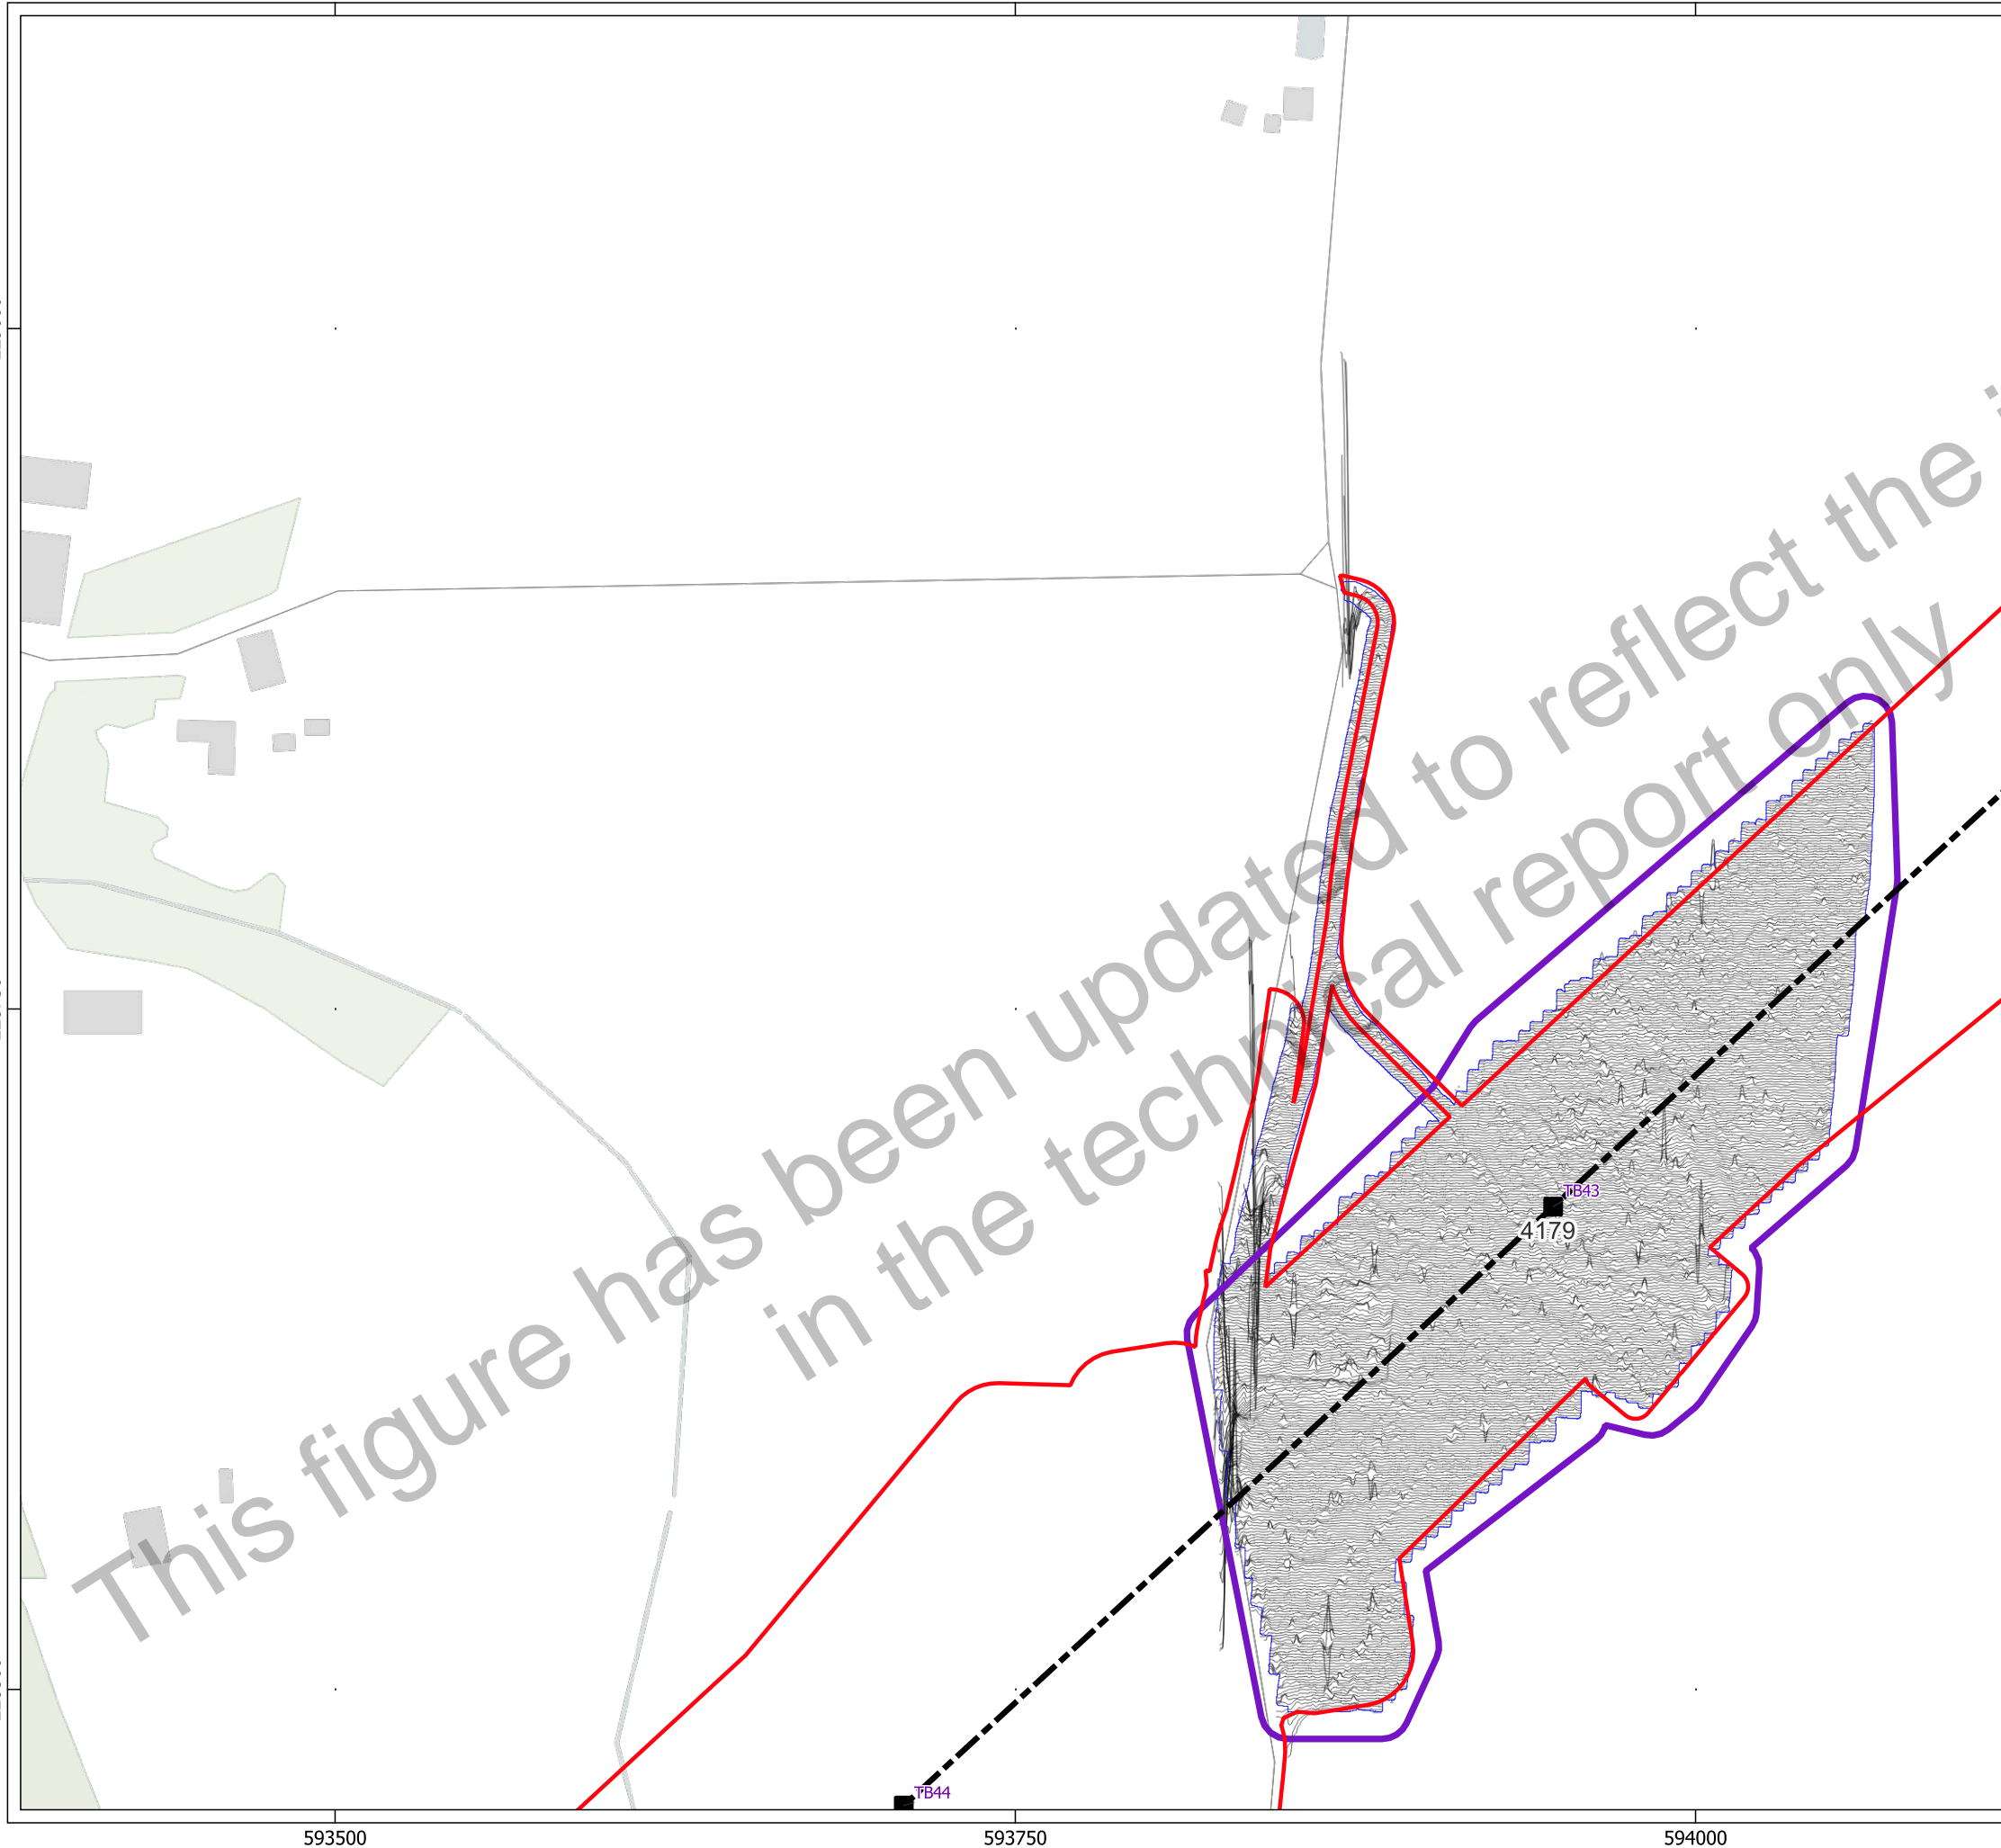 This figure has been updated to reflect the
in the technical report only
TB43
4179
TB44
593500
593750
594000